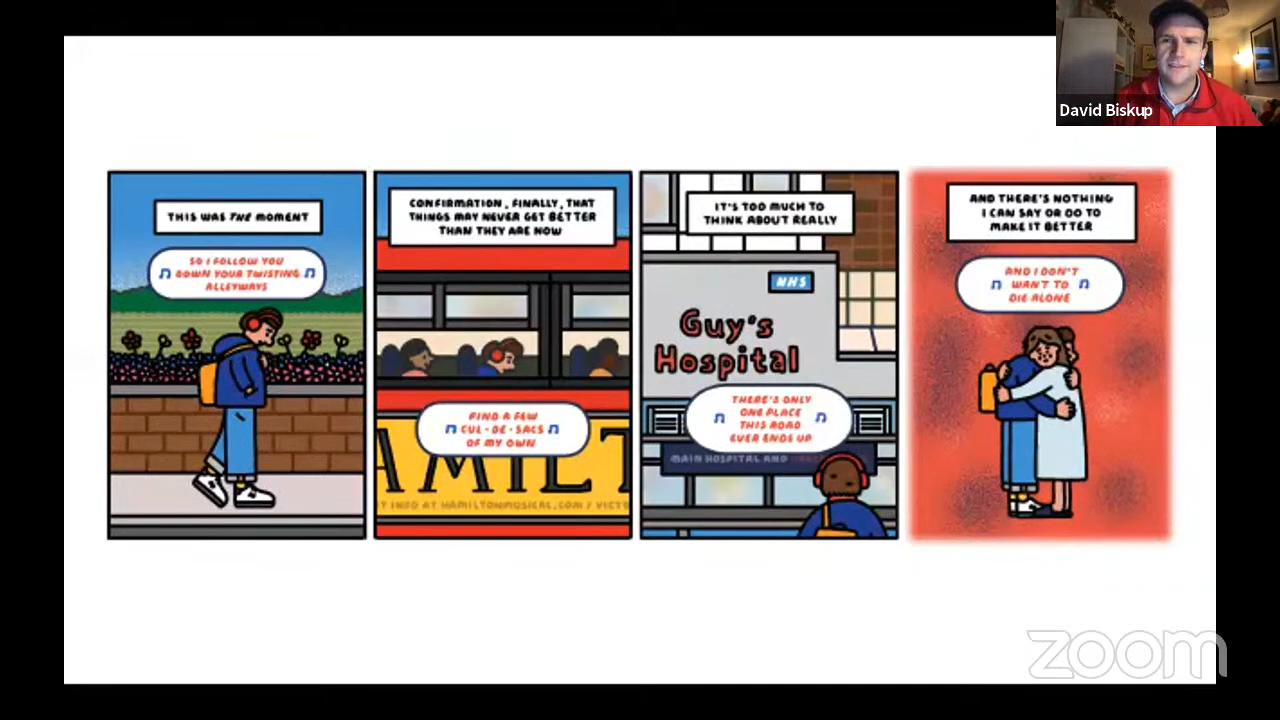 David Biskup
THIS WAS THE MOMENT
SO I FOLLOW YOU
DOWN YOUR TWISTING
ALLEYWAYS
CONFIRMATION, FINALLY, THAT
THINGS MAY NEVER GET BETTER
THAN THEY ARE NOW
FIND A FEW
CUL-DE-SACS
OF MY OWN
AMILT
INFO AT HAMILTONMUSICAL.COM / VICT
IT'S TOO MUCH TO
THINK ABOUT REALLY
NHS
Guy's
Hospital
THERE'S ONLY
ONE PLACE
THIS ROAD
EVER ENDS UP
MAIN HOSPITAL AND
AND THERE'S NOTHING
I CAN SAY OR DO TO
MAKE IT BETTER
AND I DON'T
WANT TO
DIE ALONE
zoom